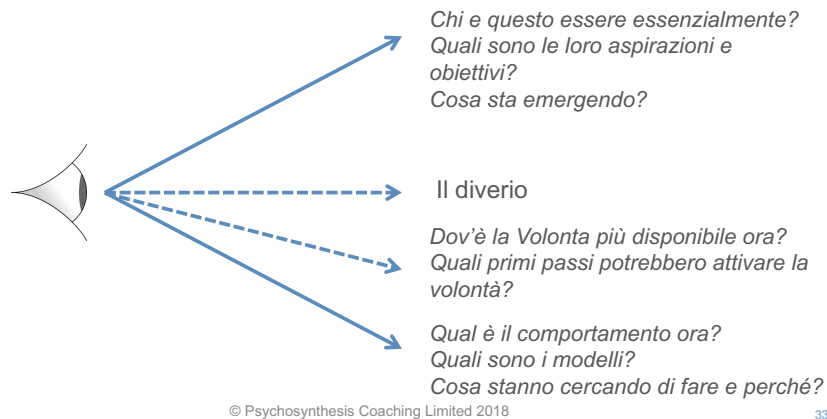 Chi e questo essere essenzialmente?
Quali sono le loro aspirazioni e
obiettivi?
Cosa sta emergendo?
Il diverio
Dov'è la Volonta più disponibile ora?
Quali primi passi potrebbero attivare la
volontà?
Qual è il comportamento ora?
Quali sono i modelli?
Cosa stanno cercando di fare e perché?
© Psychosynthesis Coaching Limited 2018
33